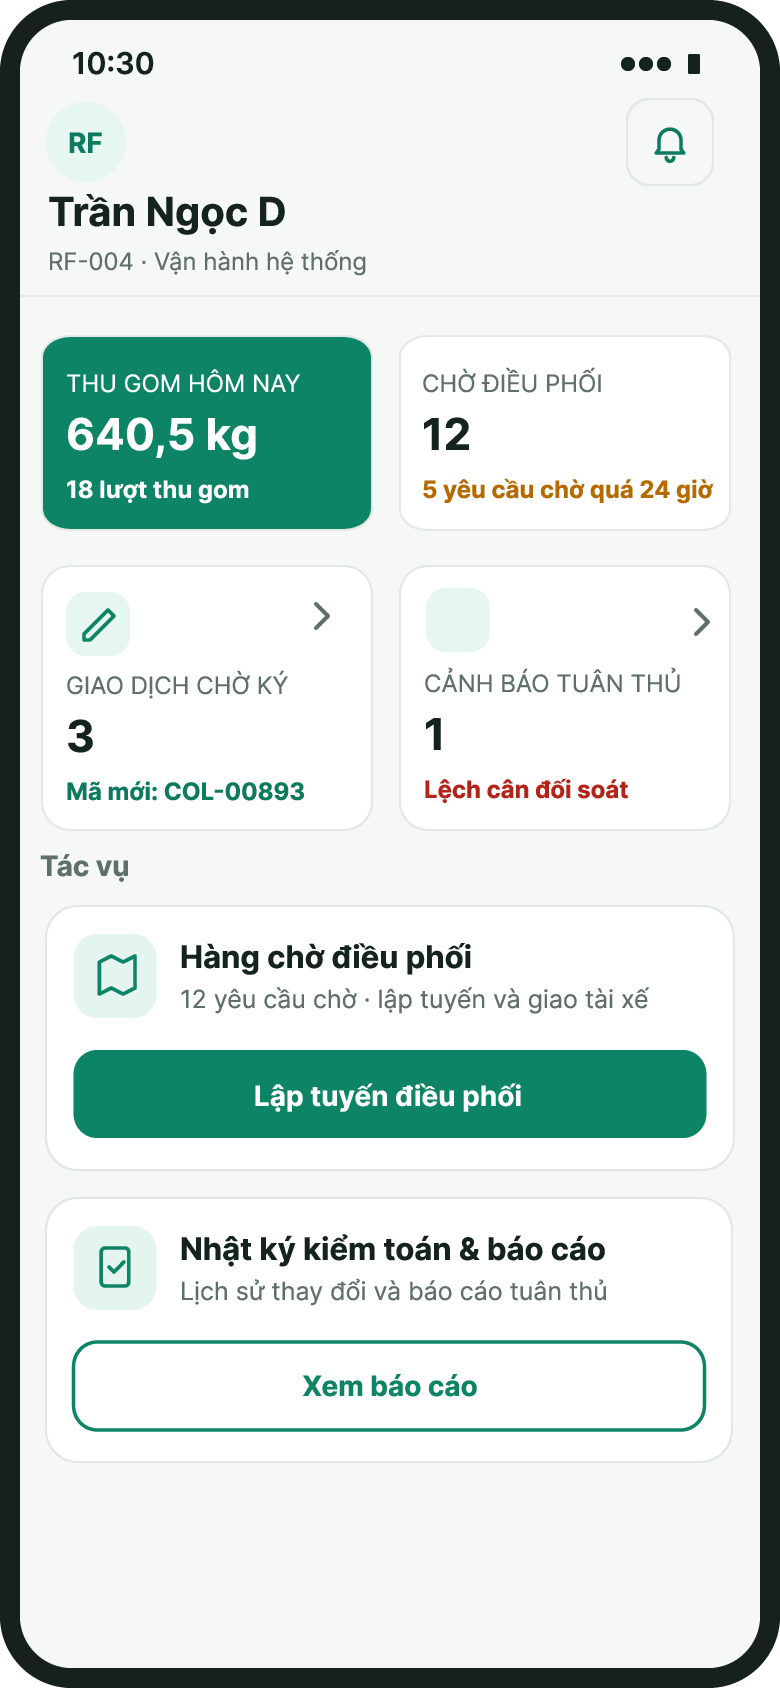 10:30
RF
Trần Ngọc D
RF-004 · Vận hành hệ thống
THU GOM HÔM NAY
640,5 kg
18 lượt thu gom
CHỜ ĐIỀU PHỐI
12
5 yêu cầu chờ quá 24 giờ
GIAO DỊCH CHỜ KÝ
3
Mã mới: COL-00893
CẢNH BÁO TUÂN THỦ
1
Lệch cân đối soát
Tác vụ
Hàng chờ điều phối
12 yêu cầu chờ · lập tuyến và giao tài xế
Lập tuyến điều phối
Nhật ký kiểm toán & báo cáo
Lịch sử thay đổi và báo cáo tuân thủ
Xem báo cáo